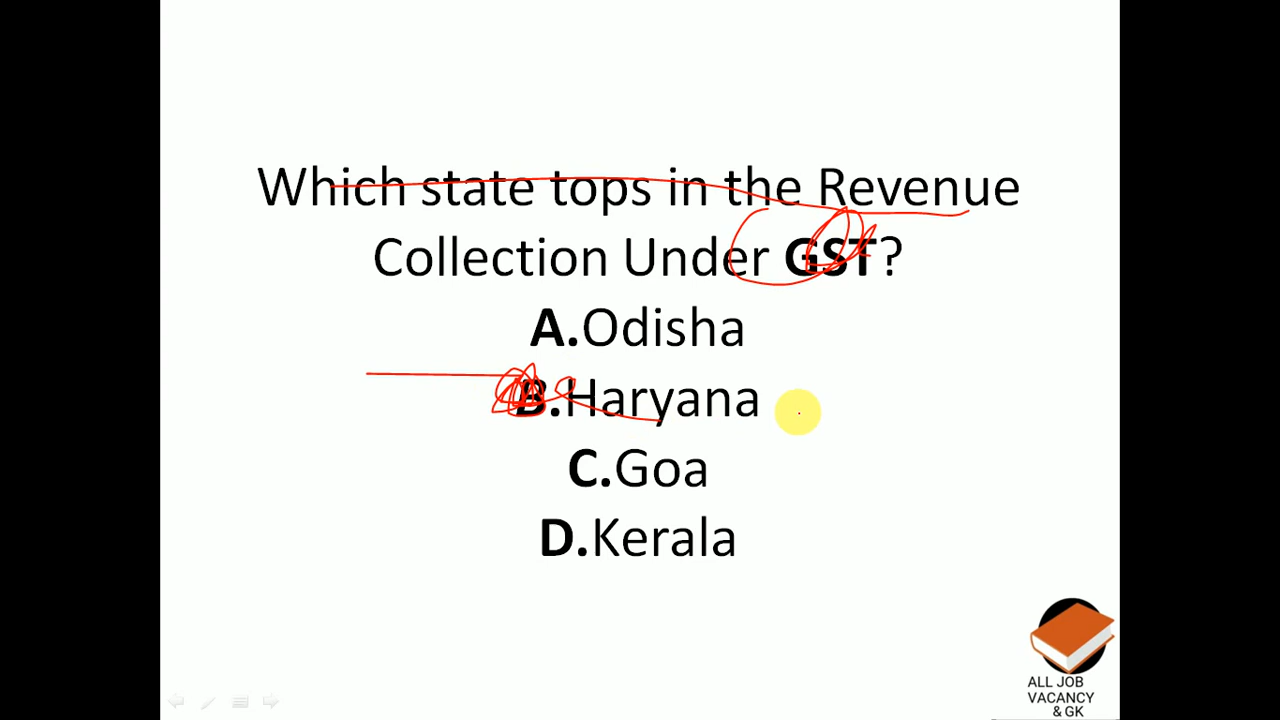 Which state tops in the Revenue
Collection Under GST?
A.Odisha
B.Haryana
C.Goa
D.Kerala
ALL JOB
VACANCY
& GK